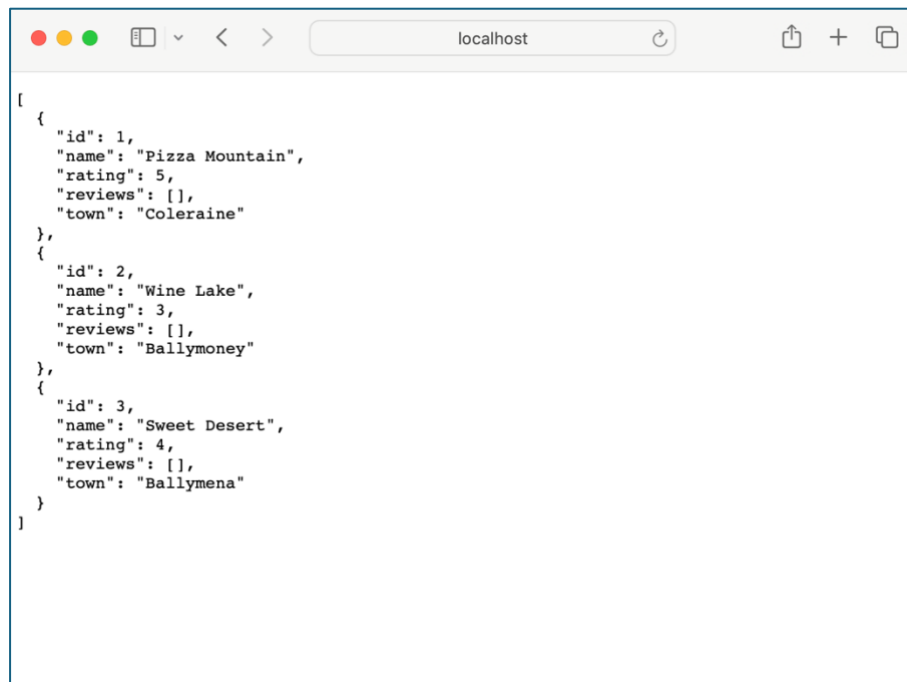 localhost
[
  {
    "id": 1,
    "name": "Pizza Mountain",
    "rating": 5,
    "reviews": [],
    "town": "Coleraine"
  },
  {
    "id": 2,
    "name": "Wine Lake",
    "rating": 3,
    "reviews": [],
    "town": "Ballymoney"
  },
  {
    "id": 3,
    "name": "Sweet Desert",
    "rating": 4,
    "reviews": [],
    "town": "Ballymena"
  }
]